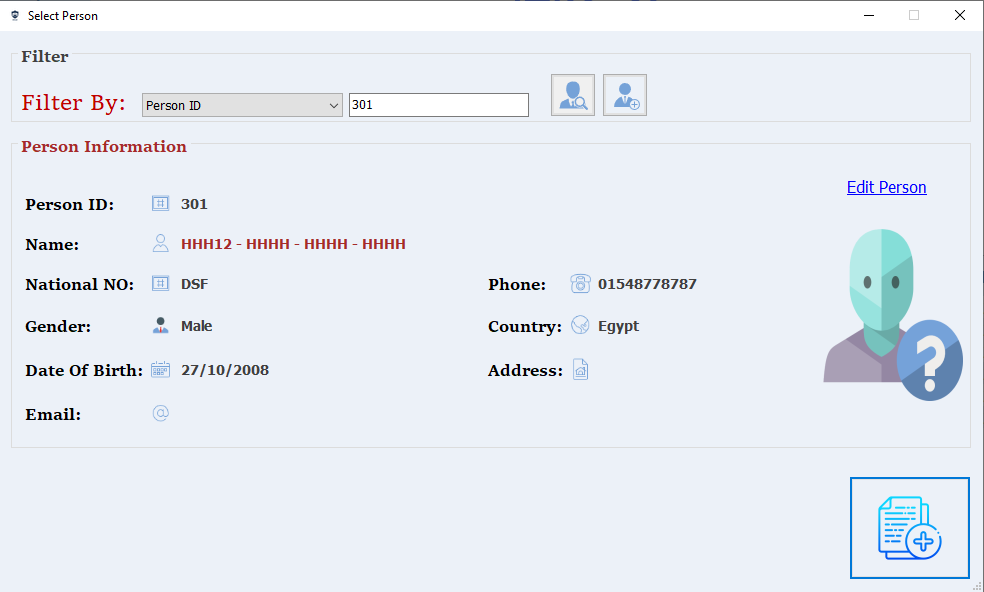 Select Person
Filter
Filter By: Person ID 301
Person Information
Edit Person
Person ID: 301
Name: HHH12 - HHHH - HHHH - HHHH
National NO: DSF Phone: 01548778787
Gender: Male Country: Egypt
Date Of Birth: 27/10/2008 Address:
Email: